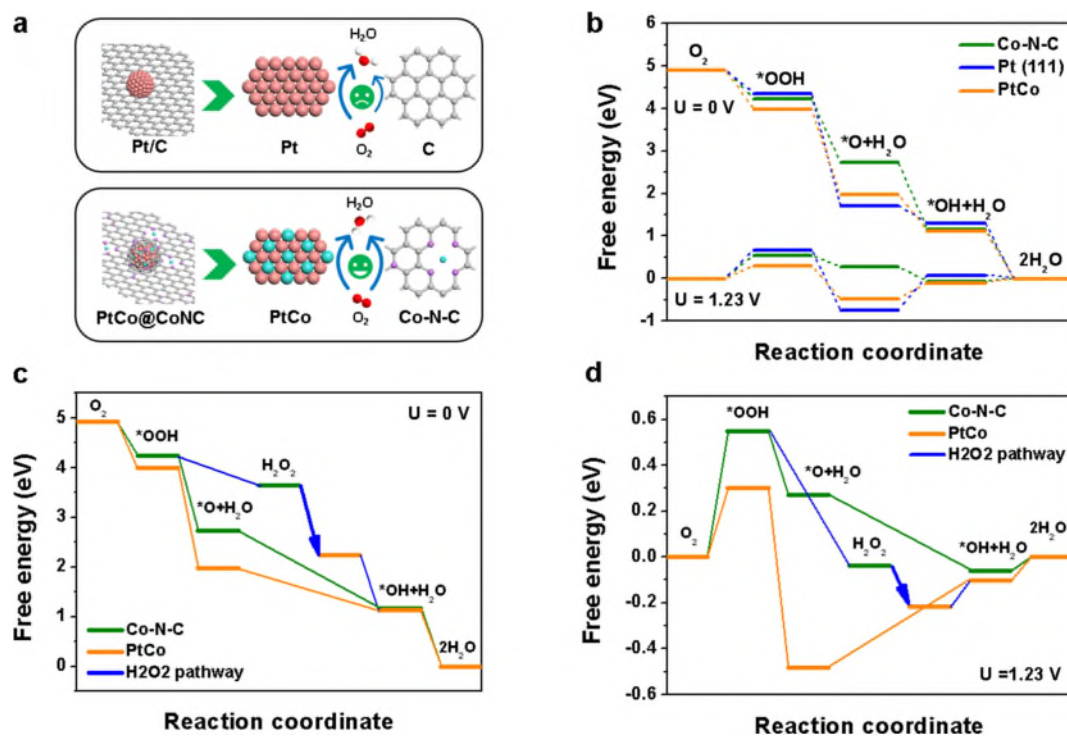 a
H₂O
O₂
Pt/C
Pt
C
H₂O
O₂
PtCo@CoNC
PtCo
Co-N-C
b
Free energy (eV)
6
5
4
3
2
1
0
-1
O₂
*OOH
U = 0 V
*O+H₂O
*OH+H₂O
2H₂O
U = 1.23 V
Co-N-C
Pt (111)
PtCo
Reaction coordinate
c
Free energy (eV)
5
4
3
2
1
0
O₂
*OOH
U = 0 V
H₂O₂
*O+H₂O
*OH+H₂O
2H₂O
Co-N-C
PtCo
H2O2 pathway
Reaction coordinate
d
Free energy (eV)
0.6
0.4
0.2
0.0
-0.2
-0.4
-0.6
*OOH
Co-N-C
PtCo
H2O2 pathway
*O+H₂O
O₂
H₂O₂
*OH+H₂O
2H₂O
U =1.23 V
Reaction coordinate